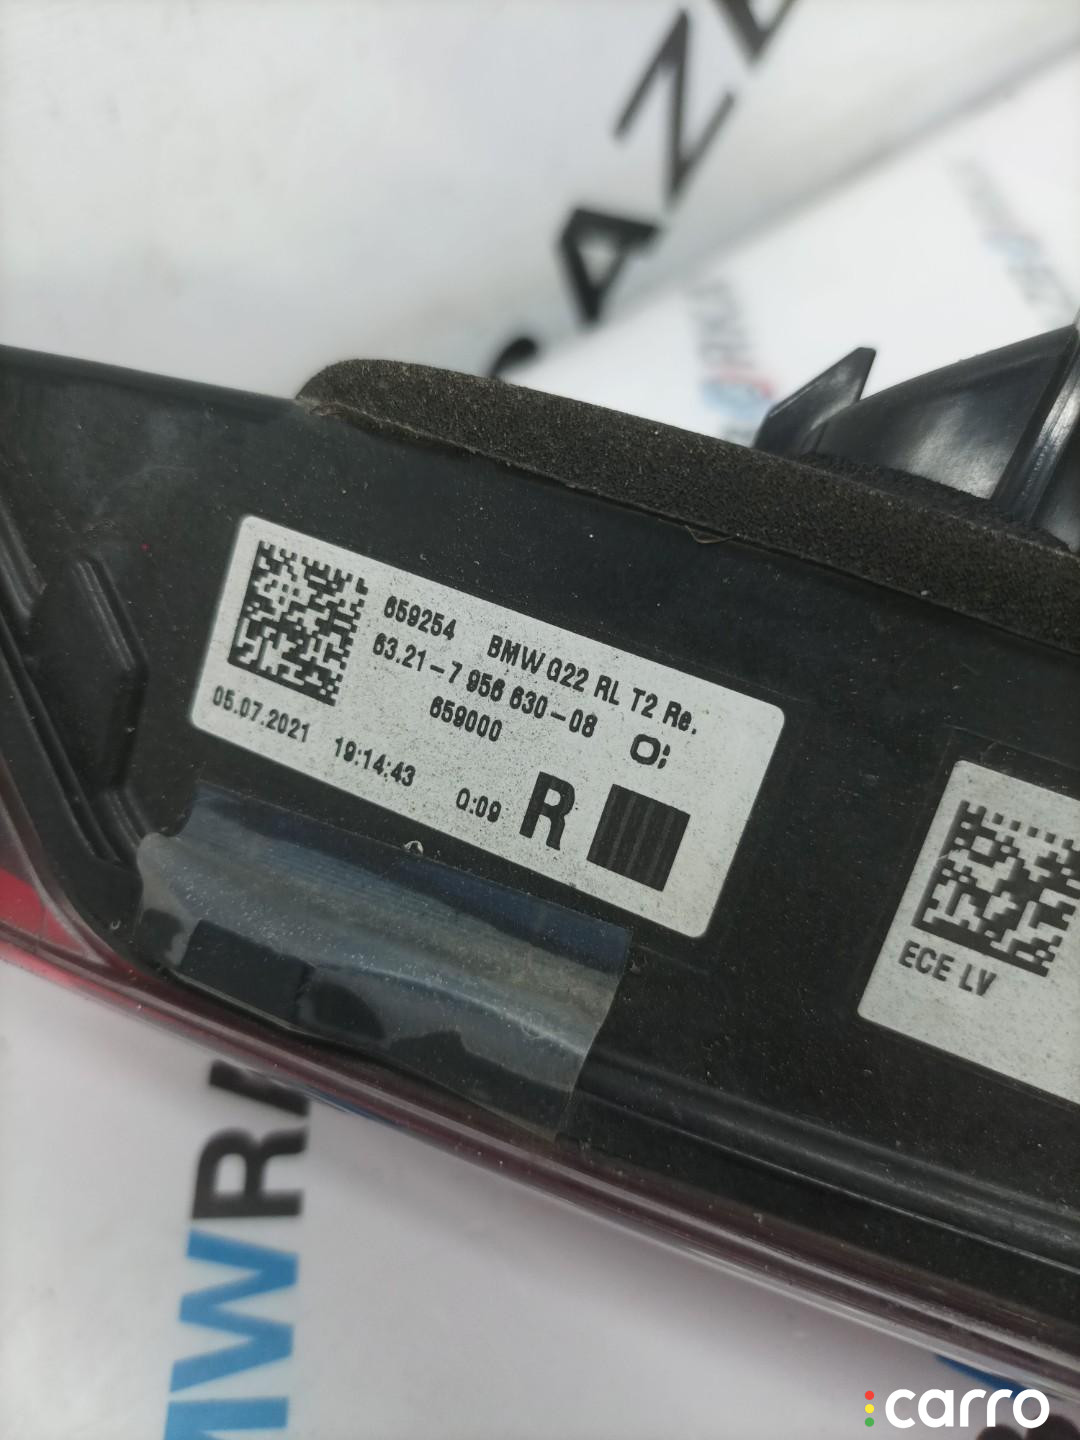 659254 BMW G22 RL T2 Re.
63.21-7 956 630-08
659000
05.07.2021 19:14:43 Q:09 R
ECE LV
carro